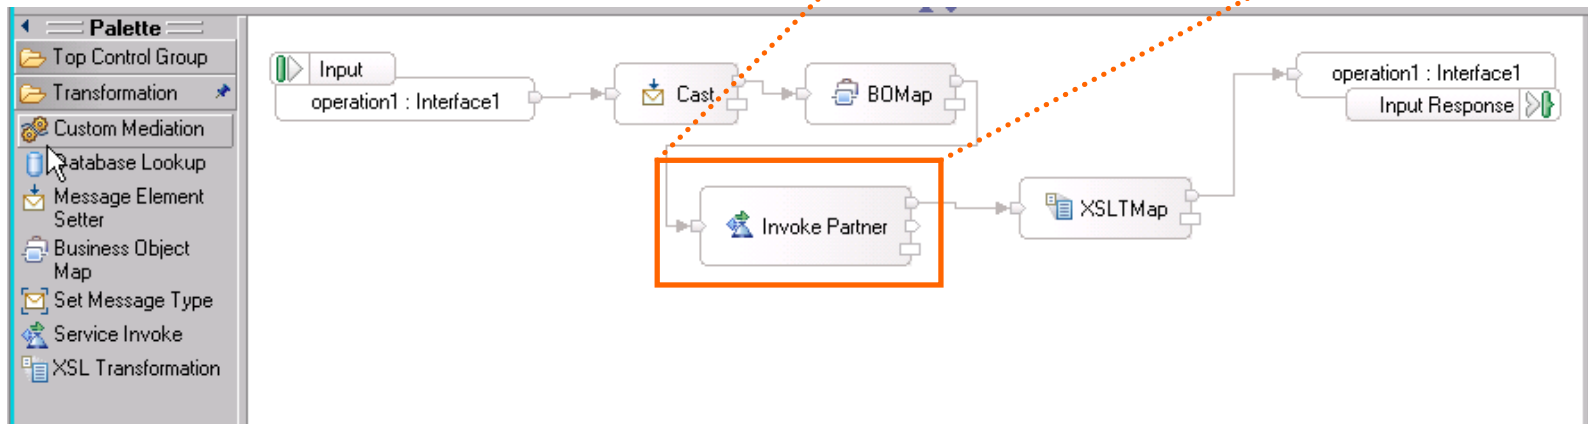 Palette
Top Control Group
Transformation
Custom Mediation
Database Lookup
Message Element
Setter
Business Object
Map
Set Message Type
Service Invoke
XSL Transformation
Input
operation1 : Interface1
Cast
BOMap
Invoke Partner
XSLTMap
operation1 : Interface1
Input Response